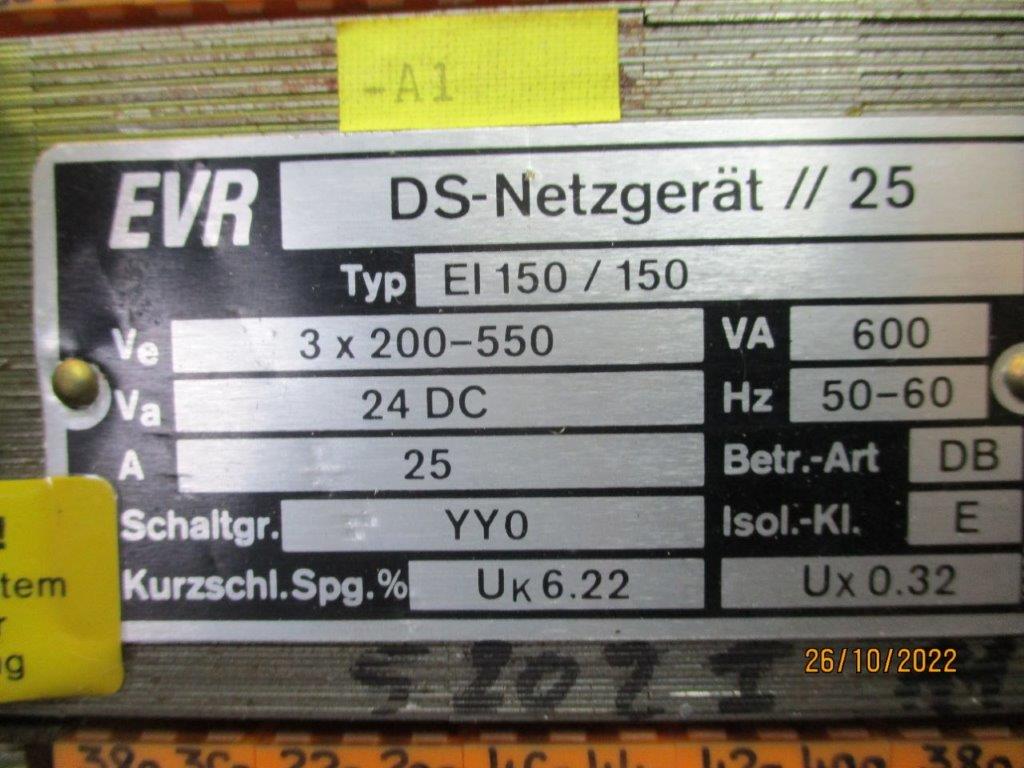 -A1
EVR DS-Netzgerät // 25
Typ EI 150 / 150
Ve 3 x 200-550 VA 600
Va 24 DC Hz 50-60
A 25 Betr.-Art DB
Schaltgr. YY0 Isol.-Kl. E
Kurzschl.Spg.% UK 6.22 UX 0.32
!
tem
r
g
26/10/2022